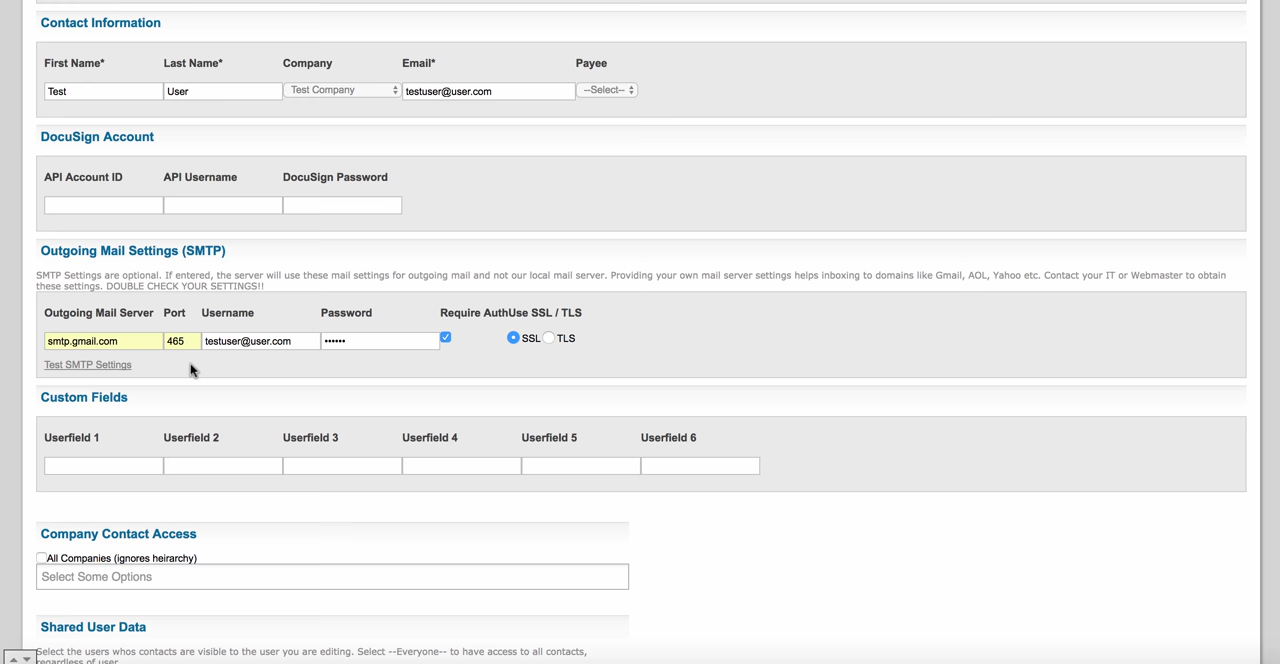 Contact Information
First Name* Last Name* Company Email* Payee
Test User Test Company testuser@user.com --Select--
DocuSign Account
API Account ID API Username DocuSign Password
Outgoing Mail Settings (SMTP)
SMTP Settings are optional. If entered, the server will use these mail settings for outgoing mail and not our local mail server. Providing your own mail server settings helps inboxing to domains like Gmail, AOL, Yahoo etc. Contact your IT or Webmaster to obtain
these settings. DOUBLE CHECK YOUR SETTINGS!!
Outgoing Mail Server Port Username Password Require AuthUse SSL / TLS
smtp.gmail.com 465 testuser@user.com •••••• SSL TLS
Test SMTP Settings
Custom Fields
Userfield 1 Userfield 2 Userfield 3 Userfield 4 Userfield 5 Userfield 6
Company Contact Access
All Companies (ignores heirarchy)
Select Some Options
Shared User Data
Select the users whos contacts are visible to the user you are editing. Select --Everyone-- to have access to all contacts,
regardless of user